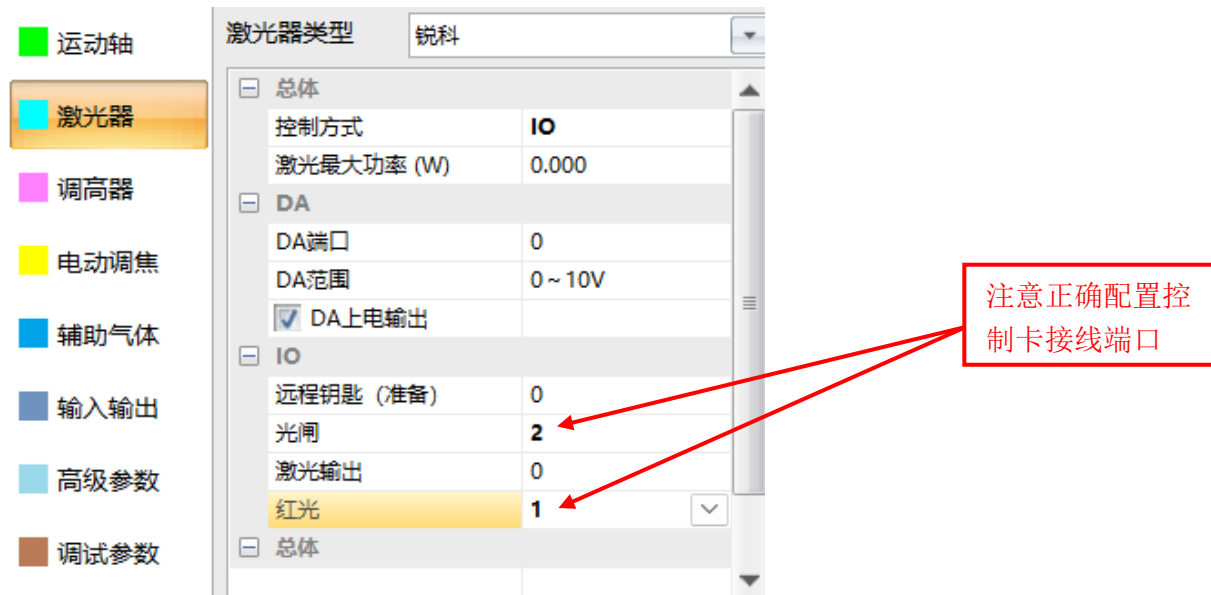 运动轴
激光器
调高器
电动调焦
辅助气体
输入输出
高级参数
调试参数
激光器类型 锐科
总体
控制方式 IO
激光最大功率 (W) 0.000
DA
DA端口 0
DA范围 0~10V
DA上电输出
IO
远程钥匙（准备） 0
光闸 2
激光输出 0
红光 1
总体
注意正确配置控
制卡接线端口